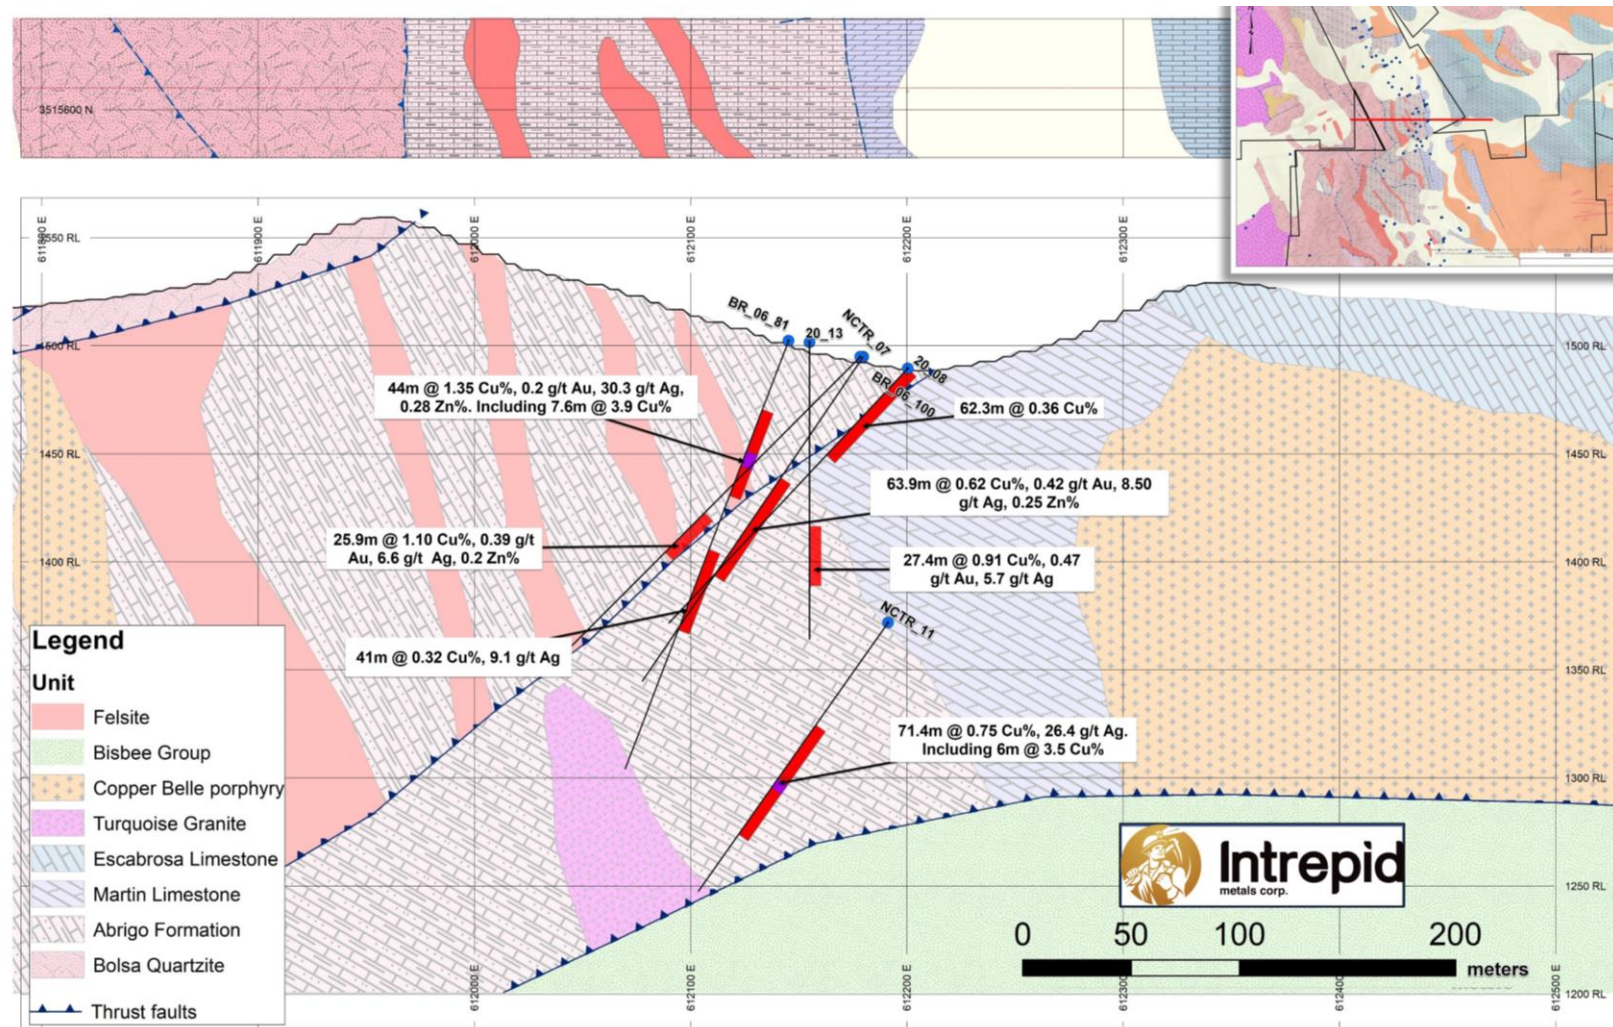 3515600 N
611800 E
611900 E
612000 E
612100 E
612200 E
612300 E
1550 RL
1500 RL
1500 RL
BR_06_81
20_13
NCTR_07
20_08
BR_06_100
44m @ 1.35 Cu%, 0.2 g/t Au, 30.3 g/t Ag,
0.28 Zn%. Including 7.6m @ 3.9 Cu%
62.3m @ 0.36 Cu%
1450 RL
1450 RL
63.9m @ 0.62 Cu%, 0.42 g/t Au, 8.50
g/t Ag, 0.25 Zn%
25.9m @ 1.10 Cu%, 0.39 g/t
Au, 6.6 g/t Ag, 0.2 Zn%
27.4m @ 0.91 Cu%, 0.47
g/t Au, 5.7 g/t Ag
1400 RL
1400 RL
NCTR_11
41m @ 0.32 Cu%, 9.1 g/t Ag
1350 RL
71.4m @ 0.75 Cu%, 26.4 g/t Ag.
Including 6m @ 3.5 Cu%
1300 RL
1250 RL
1200 RL
Legend
Unit
Felsite
Bisbee Group
Copper Belle porphyry
Turquoise Granite
Escabrosa Limestone
Martin Limestone
Abrigo Formation
Bolsa Quartzite
Thrust faults
Intrepid
metals corp.
0 50 100 200
meters
612000 E
612100 E
612200 E
612300 E
612400 E
612500 E